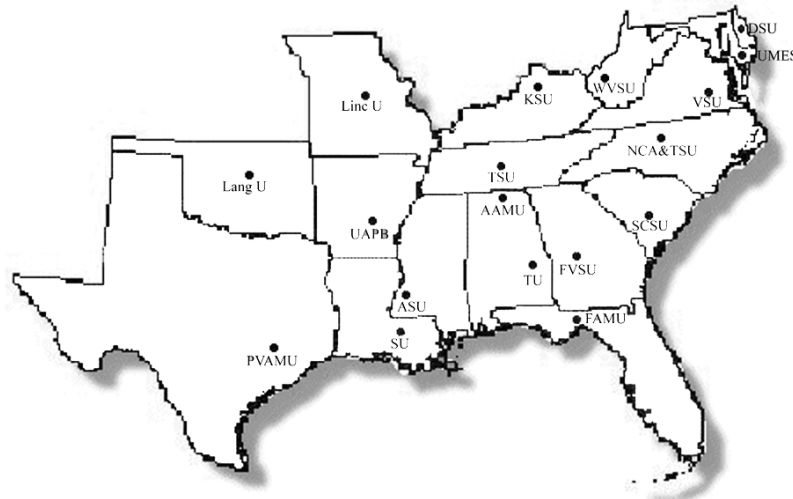 DSU
UMES
WVSU
KSU
VSU
Linc U
NCA&TSU
TSU
Lang U
AAMU
SCSU
UAPB
FVSU
TU
ASU
FAMU
SU
PVAMU